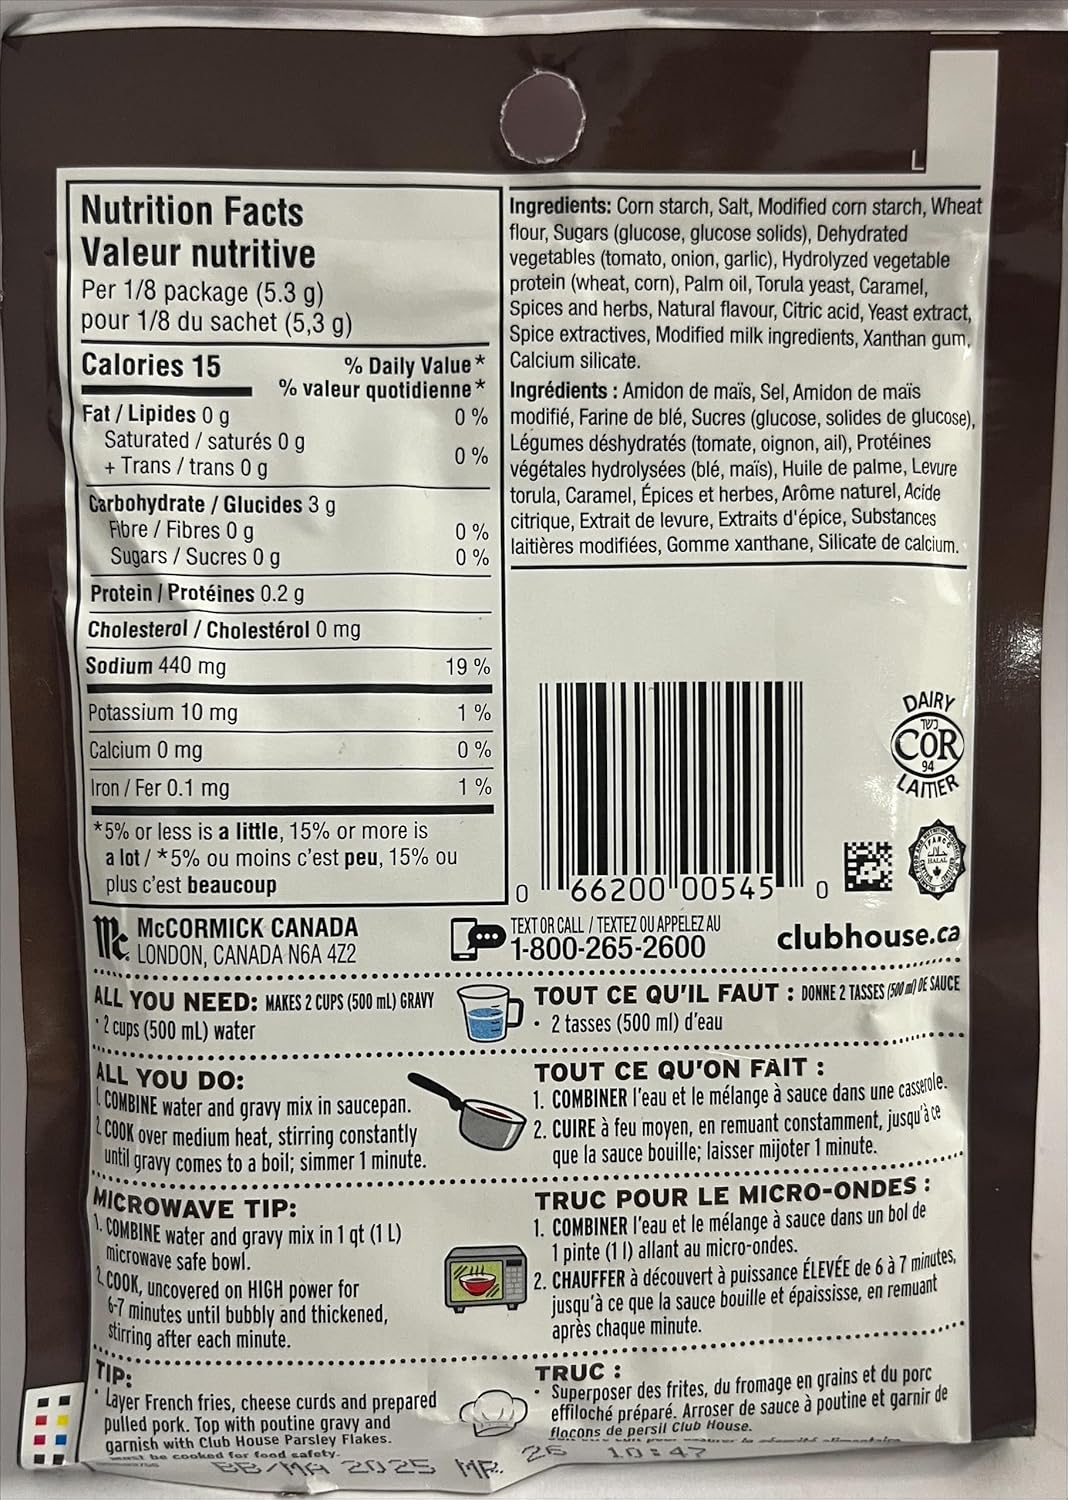 Nutrition Facts
Valeur nutritive
Per 1/8 package (5.3 g)
pour 1/8 du sachet (5,3 g)
Calories 15
% Daily Value*
% valeur quotidienne*
Fat / Lipides 0 g 0 %
Saturated / saturés 0 g
+ Trans / trans 0 g 0 %
Carbohydrate / Glucides 3 g
Fibre / Fibres 0 g 0 %
Sugars / Sucres 0 g 0 %
Protein / Protéines 0.2 g
Cholesterol / Cholestérol 0 mg
Sodium 440 mg 19 %
Potassium 10 mg 1 %
Calcium 0 mg 0 %
Iron / Fer 0.1 mg 1 %
*5% or less is a little, 15% or more is
a lot / *5% ou moins c'est peu, 15% ou
plus c'est beaucoup
Ingredients: Corn starch, Salt, Modified corn starch, Wheat
flour, Sugars (glucose, glucose solids), Dehydrated
vegetables (tomato, onion, garlic), Hydrolyzed vegetable
protein (wheat, corn), Palm oil, Torula yeast, Caramel,
Spices and herbs, Natural flavour, Citric acid, Yeast extract,
Spice extractives, Modified milk ingredients, Xanthan gum,
Calcium silicate.
Ingrédients : Amidon de maïs, Sel, Amidon de maïs
modifié, Farine de blé, Sucres (glucose, solides de glucose),
Légumes déshydratés (tomate, oignon, ail), Protéines
végétales hydrolysées (blé, maïs), Huile de palme, Levure
torula, Caramel, Épices et herbes, Arôme naturel, Acide
citrique, Extrait de levure, Extraits d'épice, Substances
laitières modifiées, Gomme xanthane, Silicate de calcium.
0 66200 00545 0
DAIRY
כשר
COR
94
LAITIER
HALAL
Mc McCORMICK CANADA
LONDON, CANADA N6A 4Z2
TEXT OR CALL / TEXTEZ OU APPELEZ AU
1-800-265-2600
clubhouse.ca
ALL YOU NEED: MAKES 2 CUPS (500 mL) GRAVY
• 2 cups (500 mL) water
TOUT CE QU'IL FAUT : DONNE 2 TASSES (500 ml) DE SAUCE
• 2 tasses (500 ml) d'eau
ALL YOU DO:
1. COMBINE water and gravy mix in saucepan.
2. COOK over medium heat, stirring constantly
until gravy comes to a boil; simmer 1 minute.
TOUT CE QU'ON FAIT :
1. COMBINER l'eau et le mélange à sauce dans une casserole.
2. CUIRE à feu moyen, en remuant constamment, jusqu'à ce
que la sauce bouille; laisser mijoter 1 minute.
MICROWAVE TIP:
1. COMBINE water and gravy mix in 1 qt (1 L)
microwave safe bowl.
2. COOK, uncovered on HIGH power for
6-7 minutes until bubbly and thickened,
stirring after each minute.
TRUC POUR LE MICRO-ONDES :
1. COMBINER l'eau et le mélange à sauce dans un bol de
1 pinte (1 l) allant au micro-ondes.
2. CHAUFFER à découvert à puissance ÉLEVÉE de 6 à 7 minutes,
jusqu'à ce que la sauce bouille et épaississe, en remuant
après chaque minute.
TIP:
• Layer French fries, cheese curds and prepared
pulled pork. Top with poutine gravy and
garnish with Club House Parsley Flakes.
must be cooked for food safety.
TRUC :
• Superposer des frites, du fromage en grains et du porc
effiloché préparé. Arroser de sauce à poutine et garnir de
flocons de persil Club House.
BB/MA 2025 MR 26 10:47